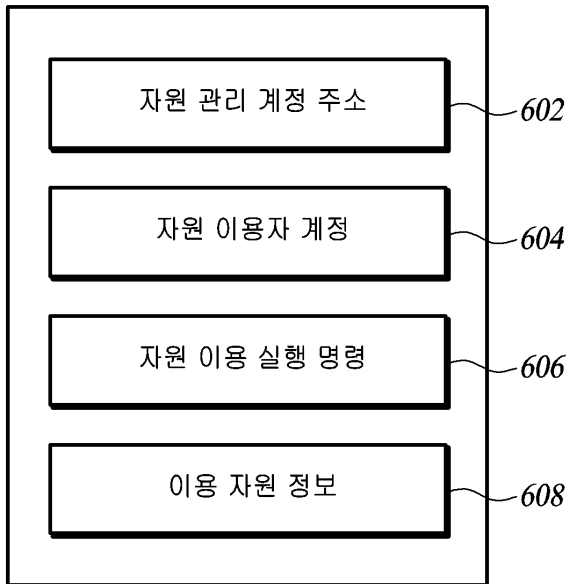 자원 관리 계정 주소
602
자원 이용자 계정
604
자원 이용 실행 명령
606
이용 자원 정보
608